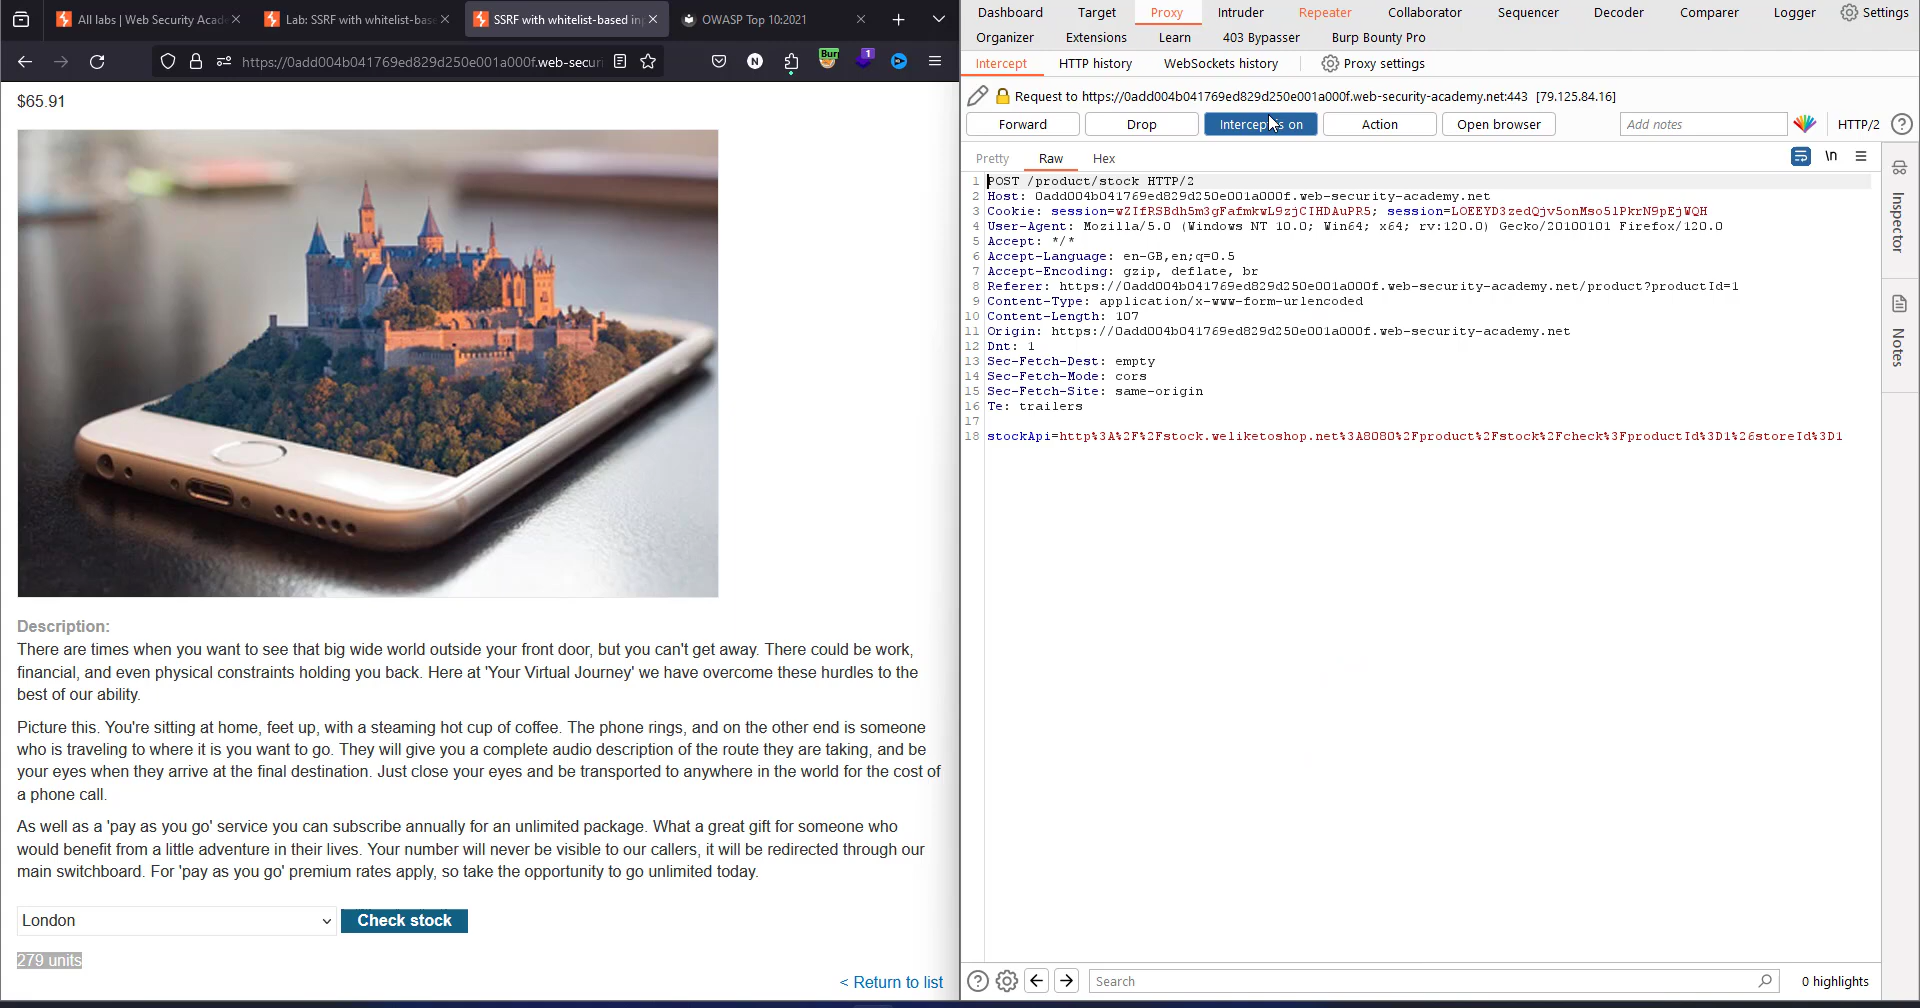 All labs | Web Security Acade
Lab: SSRF with whitelist-base
SSRF with whitelist-based in
OWASP Top 10:2021
https://0add004b041769ed829d250e001a000f.web-secur
N
Burp
1
$65.91
Description:
There are times when you want to see that big wide world outside your front door, but you can't get away. There could be work,
financial, and even physical constraints holding you back. Here at 'Your Virtual Journey' we have overcome these hurdles to the
best of our ability.
Picture this. You're sitting at home, feet up, with a steaming hot cup of coffee. The phone rings, and on the other end is someone
who is traveling to where it is you want to go. They will give you a complete audio description of the route they are taking, and be
your eyes when they arrive at the final destination. Just close your eyes and be transported to anywhere in the world for the cost of
a phone call.
As well as a 'pay as you go' service you can subscribe annually for an unlimited package. What a great gift for someone who
would benefit from a little adventure in their lives. Your number will never be visible to our callers, it will be redirected through our
main switchboard. For 'pay as you go' premium rates apply, so take the opportunity to go unlimited today.
London
Check stock
279 units
< Return to list
Dashboard Target Proxy Intruder Repeater Collaborator Sequencer Decoder Comparer Logger Settings
Organizer Extensions Learn 403 Bypasser Burp Bounty Pro
Intercept HTTP history WebSockets history Proxy settings
Request to https://0add004b041769ed829d250e001a000f.web-security-academy.net:443 [79.125.84.16]
Forward Drop Intercept is on Action Open browser Add notes HTTP/2
Pretty Raw Hex \n
1 POST /product/stock HTTP/2
2 Host: 0add004b041769ed829d250e001a000f.web-security-academy.net
3 Cookie: session=wZIfRSBdh5m3gFafmkwL9zjCIHDAuPR5; session=LOEEYD3zedQjv5onMso51PkrN9pEjWQH
4 User-Agent: Mozilla/5.0 (Windows NT 10.0; Win64; x64; rv:120.0) Gecko/20100101 Firefox/120.0
5 Accept: */*
6 Accept-Language: en-GB,en;q=0.5
7 Accept-Encoding: gzip, deflate, br
8 Referer: https://0add004b041769ed829d250e001a000f.web-security-academy.net/product?productId=1
9 Content-Type: application/x-www-form-urlencoded
10 Content-Length: 107
11 Origin: https://0add004b041769ed829d250e001a000f.web-security-academy.net
12 Dnt: 1
13 Sec-Fetch-Dest: empty
14 Sec-Fetch-Mode: cors
15 Sec-Fetch-Site: same-origin
16 Te: trailers
17
18 stockApi=http%3A%2F%2Fstock.weliketoshop.net%3A8080%2Fproduct%2Fstock%2Fcheck%3FproductId%3D1%26storeId%3D1
Inspector
Notes
Search
0 highlights